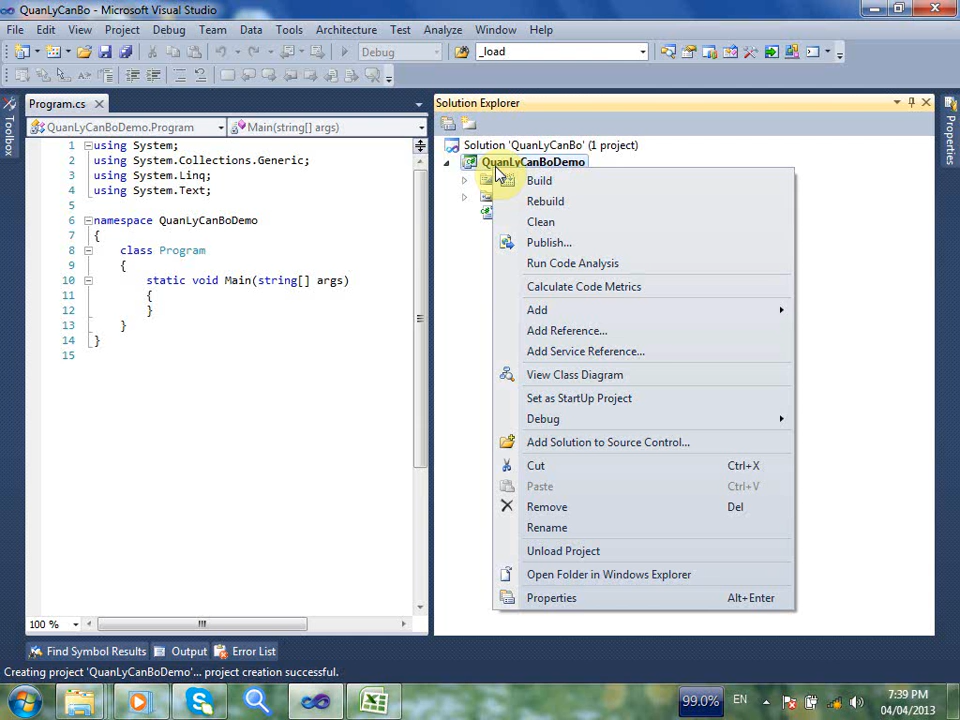 QuanLyCanBo - Microsoft Visual Studio
File Edit View Project Debug Team Data Tools Architecture Test Analyze Window Help
Debug _load
Toolbox
Program.cs
QuanLyCanBoDemo.Program Main(string[] args)
1 using System;
2 using System.Collections.Generic;
3 using System.Linq;
4 using System.Text;
5
6 namespace QuanLyCanBoDemo
7 {
8 class Program
9 {
10 static void Main(string[] args)
11 {
12 }
13 }
14 }
15
100 %
Solution Explorer
Solution 'QuanLyCanBo' (1 project)
QuanLyCanBoDemo
Build
Rebuild
Clean
Publish...
Run Code Analysis
Calculate Code Metrics
Add
Add Reference...
Add Service Reference...
View Class Diagram
Set as StartUp Project
Debug
Add Solution to Source Control...
Cut Ctrl+X
Paste Ctrl+V
Remove Del
Rename
Unload Project
Open Folder in Windows Explorer
Properties Alt+Enter
Properties
Find Symbol Results Output Error List
Creating project 'QuanLyCanBoDemo'... project creation successful.
99.0% EN 7:39 PM
04/04/2013